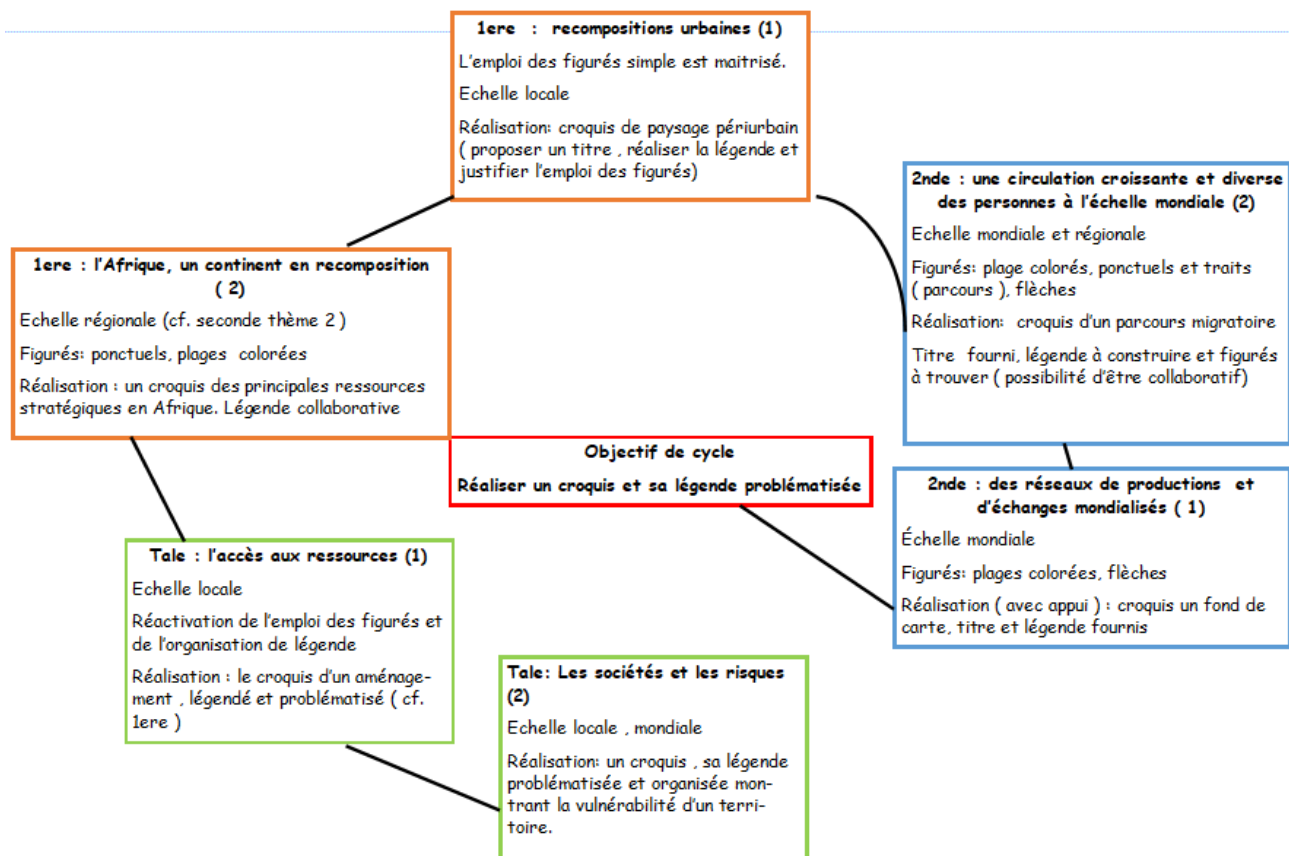 1ere : recompositions urbaines (1)
L'emploi des figurés simple est maitrisé.
Echelle locale
Réalisation: croquis de paysage périurbain
( proposer un titre , réaliser la légende et
justifier l'emploi des figurés)
2nde : une circulation croissante et diverse
des personnes à l'échelle mondiale (2)
Echelle mondiale et régionale
Figurés: plage colorés, ponctuels et traits
( parcours ), flèches
Réalisation: croquis d'un parcours migratoire
Titre fourni, légende à construire et figurés
à trouver ( possibilité d'être collaboratif)
1ere : l'Afrique, un continent en recomposition
( 2)
Echelle régionale (cf. seconde thème 2 )
Figurés: ponctuels, plages colorées
Réalisation : un croquis des principales ressources
stratégiques en Afrique. Légende collaborative
Objectif de cycle
Réaliser un croquis et sa légende problématisée
2nde : des réseaux de productions et
d'échanges mondialisés ( 1)
Échelle mondiale
Figurés: plages colorées, flèches
Réalisation ( avec appui ) : croquis un fond de
carte, titre et légende fournis
Tale : l'accès aux ressources (1)
Echelle locale
Réactivation de l'emploi des figurés et
de l'organisation de légende
Réalisation : le croquis d'un aménage-
ment , légendé et problématisé ( cf.
1ere )
Tale: Les sociétés et les risques
(2)
Echelle locale , mondiale
Réalisation: un croquis , sa légende
problématisée et organisée mon-
trant la vulnérabilité d'un terri-
toire.